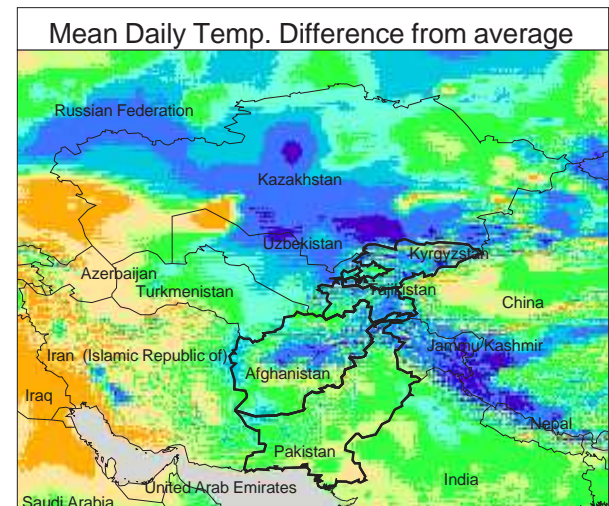 Mean Daily Temp. Difference from average
Russian Federation
Kazakhstan
Uzbekistan
Kyrgyzstan
Azerbaijan
Turkmenistan
Tajikistan
China
Iran (Islamic Republic of)
Jammu Kashmir
Afghanistan
Iraq
Nepal
Pakistan
India
United Arab Emirates
Saudi Arabia